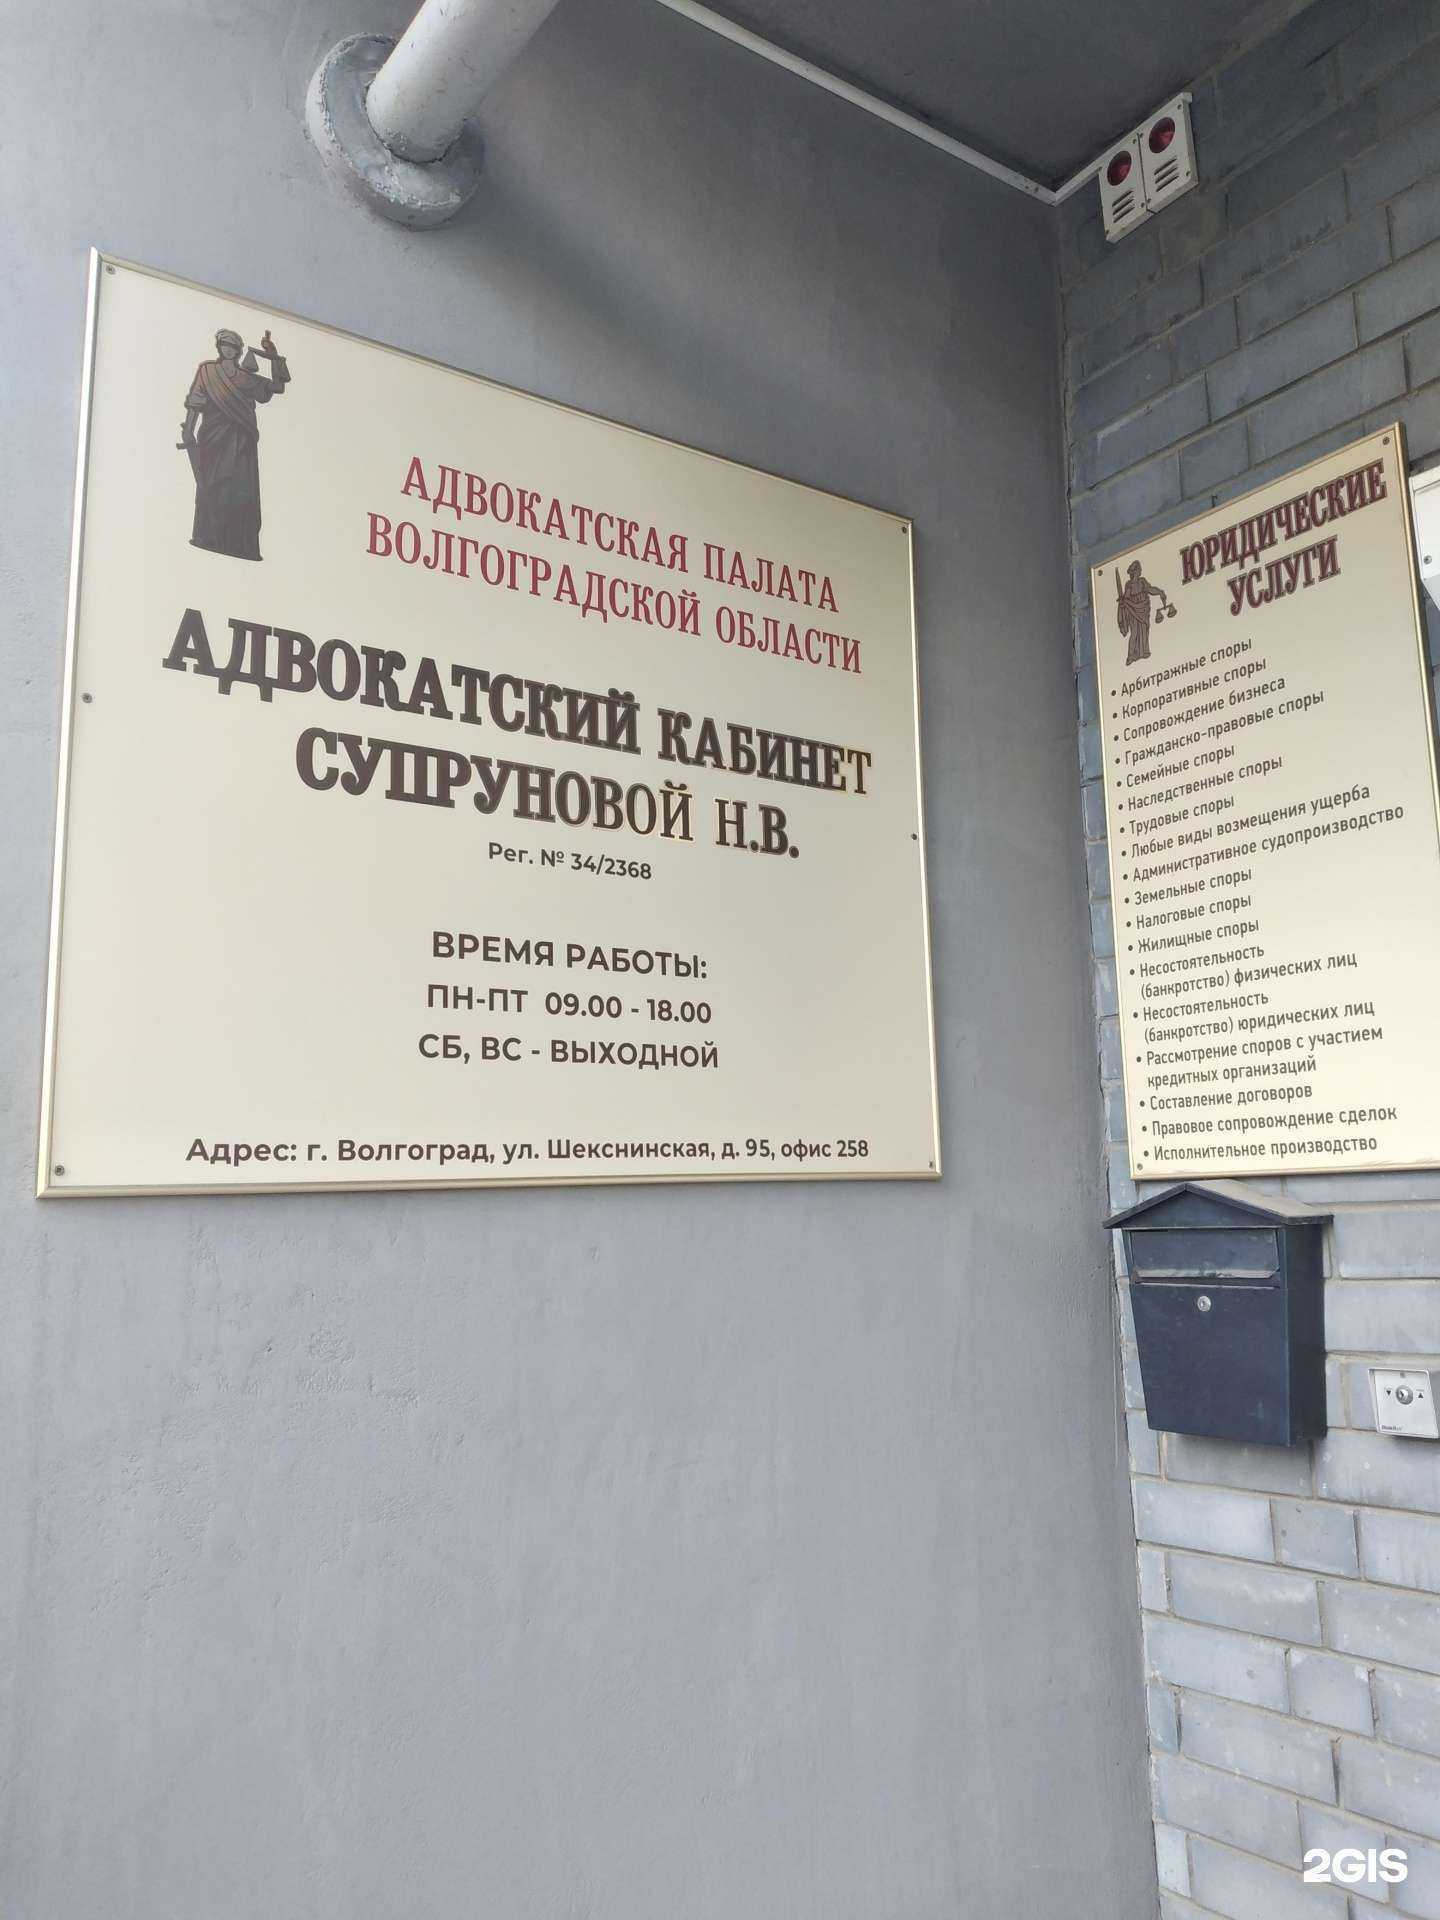 АДВОКАТСКАЯ ПАЛАТА
ВОЛГОГРАДСКОЙ ОБЛАСТИ
АДВОКАТСКИЙ КАБИНЕТ
СУПРУНОВОЙ Н.В.
Рег. № 34/2368
ВРЕМЯ РАБОТЫ:
ПН-ПТ 09.00 - 18.00
СБ, ВС - ВЫХОДНОЙ
Адрес: г. Волгоград, ул. Шекснинская, д. 95, офис 258
ЮРИДИЧЕСКИЕ
УСЛУГИ
• Арбитражные споры
• Корпоративные споры
• Сопровождение бизнеса
• Гражданско-правовые споры
• Семейные споры
• Наследственные споры
• Трудовые споры
• Любые виды возмещения ущерба
• Административное судопроизводство
• Земельные споры
• Налоговые споры
• Жилищные споры
• Несостоятельность
(банкротство) физических лиц
• Несостоятельность
(банкротство) юридических лиц
• Рассмотрение споров с участием
кредитных организаций
• Составление договоров
• Правовое сопровождение сделок
• Исполнительное производство
2GIS